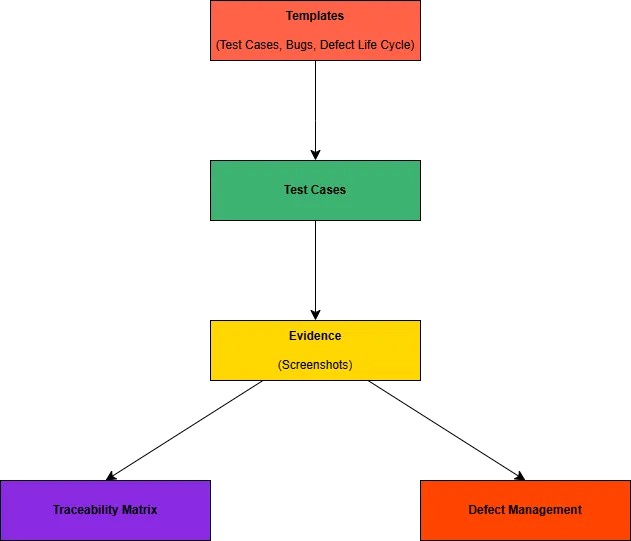 Templates
(Test Cases, Bugs, Defect Life Cycle)
Test Cases
Evidence
(Screenshots)
Traceability Matrix
Defect Management